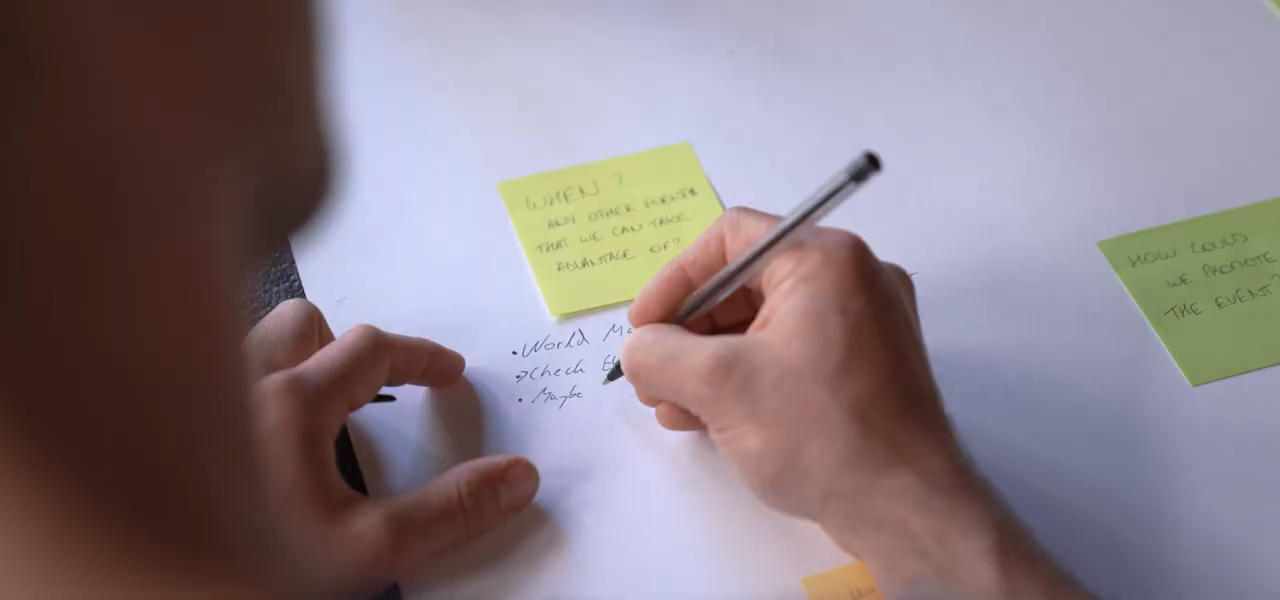 WHEN?
ANY OTHER EVENTS
THAT WE CAN TAKE
ADVANTAGE OF?
• World
• Check
• Maybe
HOW COULD
WE PROMOTE
THE EVENT?